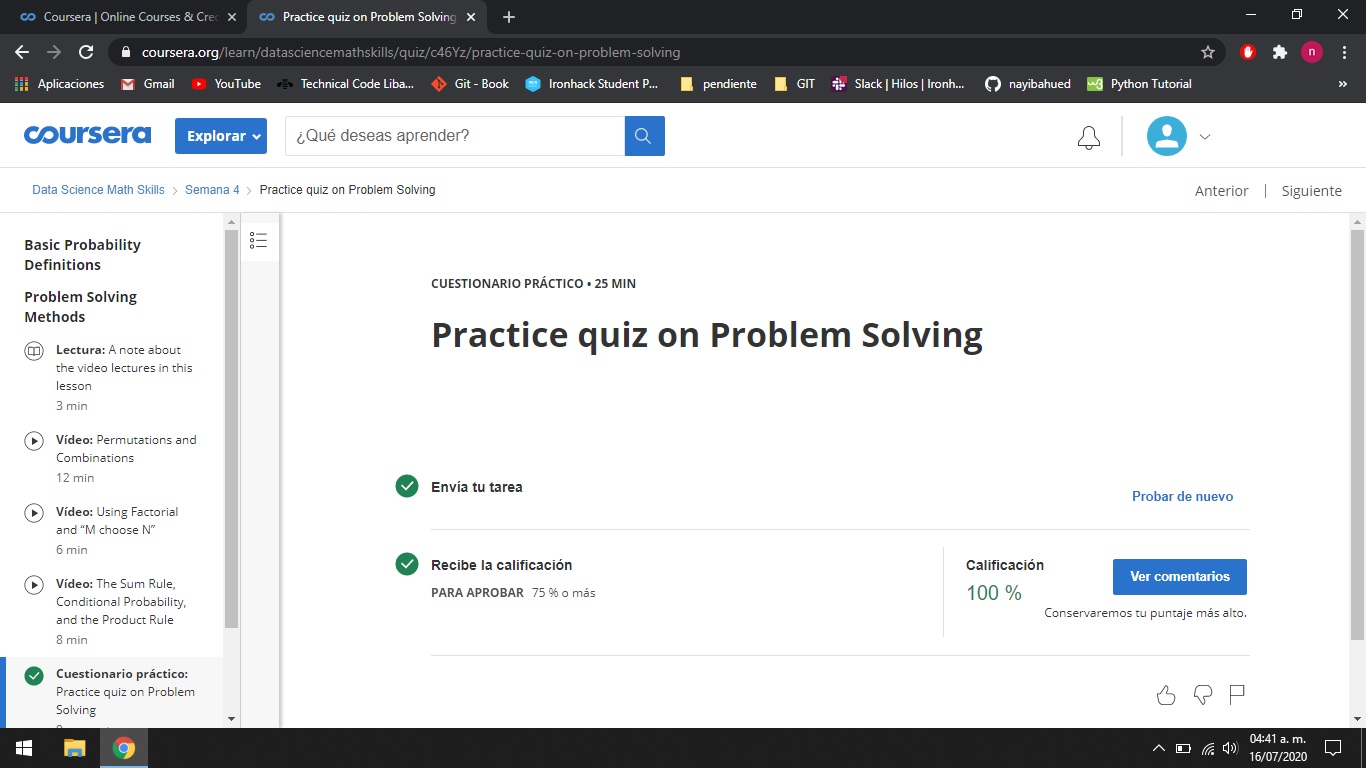 Coursera | Online Courses & Cre
Practice quiz on Problem Solving
coursera.org/learn/datasciencemathskills/quiz/c46Yz/practice-quiz-on-problem-solving
n
Aplicaciones
Gmail
YouTube
Technical Code Liba...
Git - Book
Ironhack Student P...
pendiente
GIT
Slack | Hilos | Ironh...
nayibahued
Python Tutorial
»
coursera
Explorar
¿Qué deseas aprender?
Data Science Math Skills
Semana 4
Practice quiz on Problem Solving
Anterior | Siguiente
Basic Probability
Definitions
Problem Solving
Methods
Lectura: A note about
the video lectures in this
lesson
3 min
Vídeo: Permutations and
Combinations
12 min
Vídeo: Using Factorial
and “M choose N”
6 min
Vídeo: The Sum Rule,
Conditional Probability,
and the Product Rule
8 min
Cuestionario práctico:
Practice quiz on Problem
Solving
CUESTIONARIO PRÁCTICO • 25 MIN
Practice quiz on Problem Solving
Envía tu tarea
Probar de nuevo
Recibe la calificación
PARA APROBAR 75 % o más
Calificación
100 %
Ver comentarios
Conservaremos tu puntaje más alto.
04:41 a. m.
16/07/2020